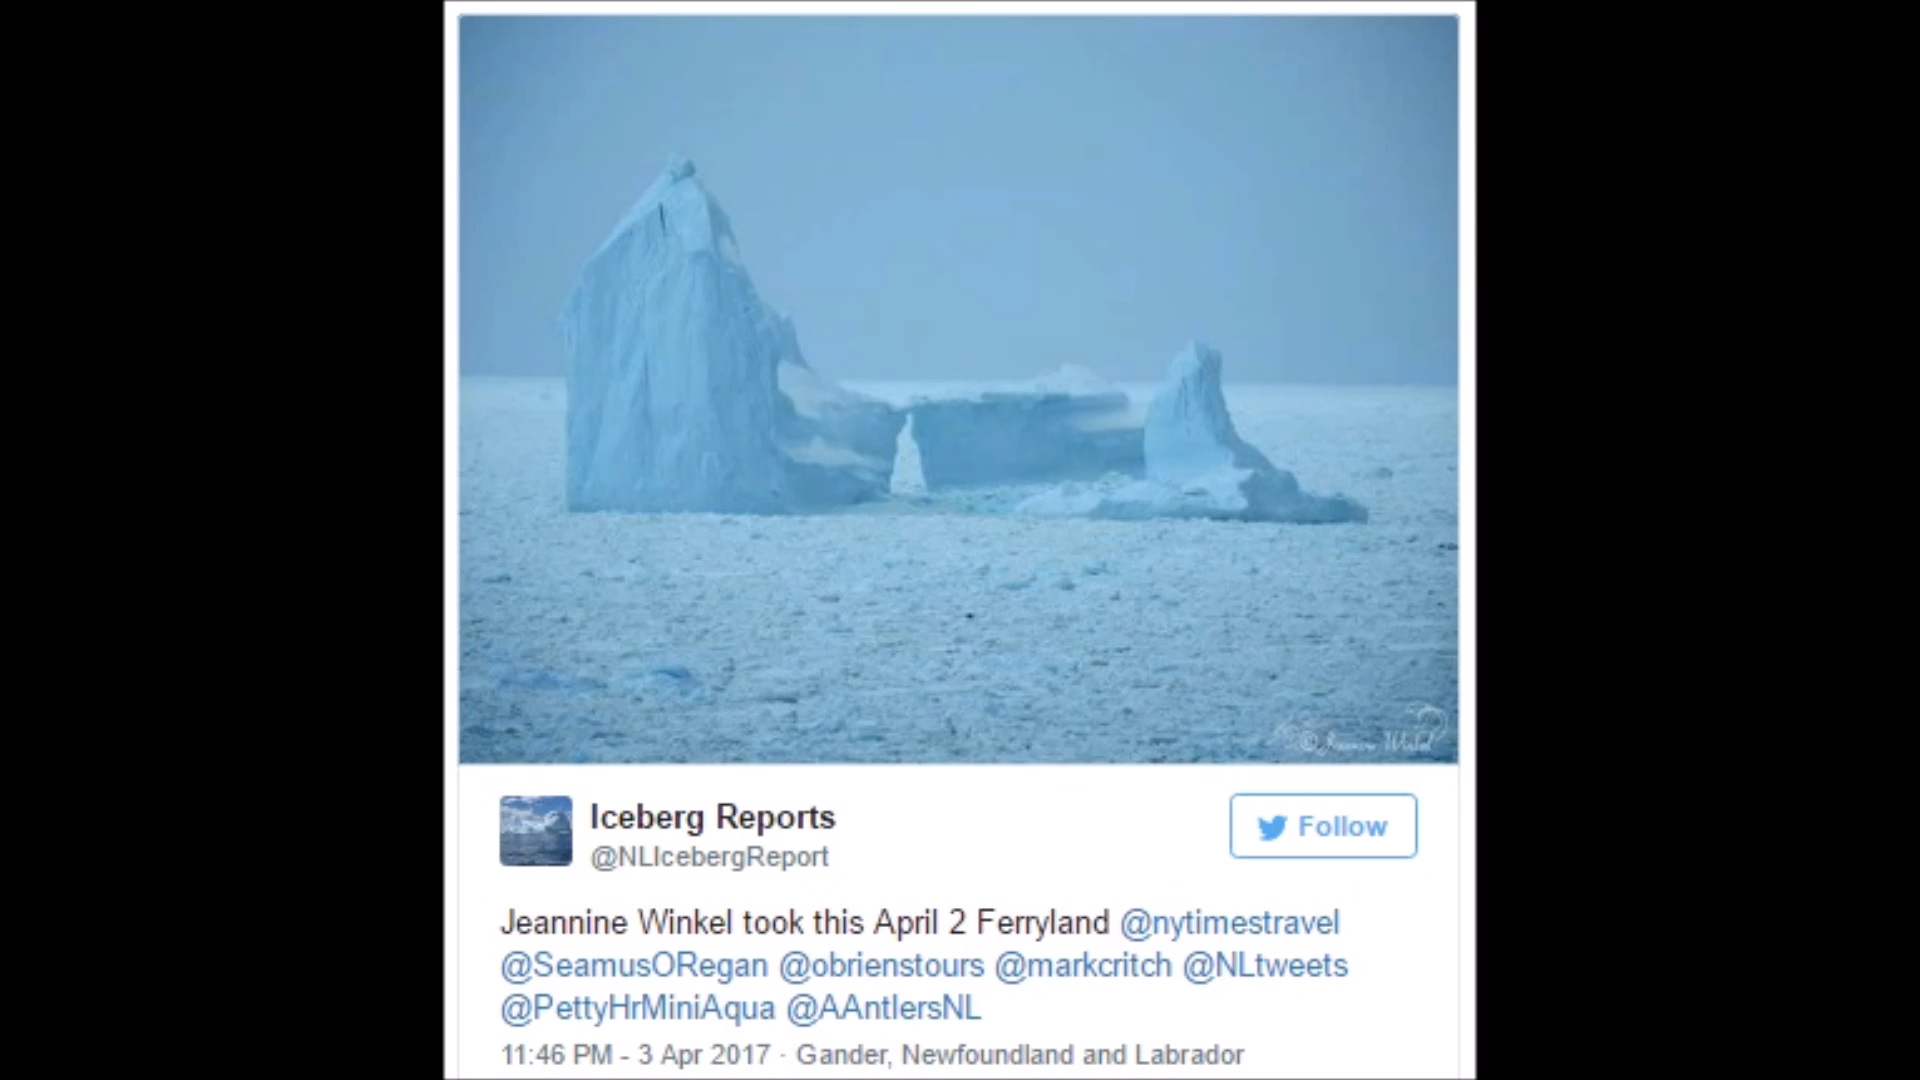 Iceberg Reports
@NLIcebergReport
Follow
Jeannine Winkel took this April 2 Ferryland @nytimestravel
@SeamusORegan @obrienstours @markcritch @NLtweets
@PettyHrMiniAqua @AAntlersNL
11:46 PM - 3 Apr 2017 · Gander, Newfoundland and Labrador